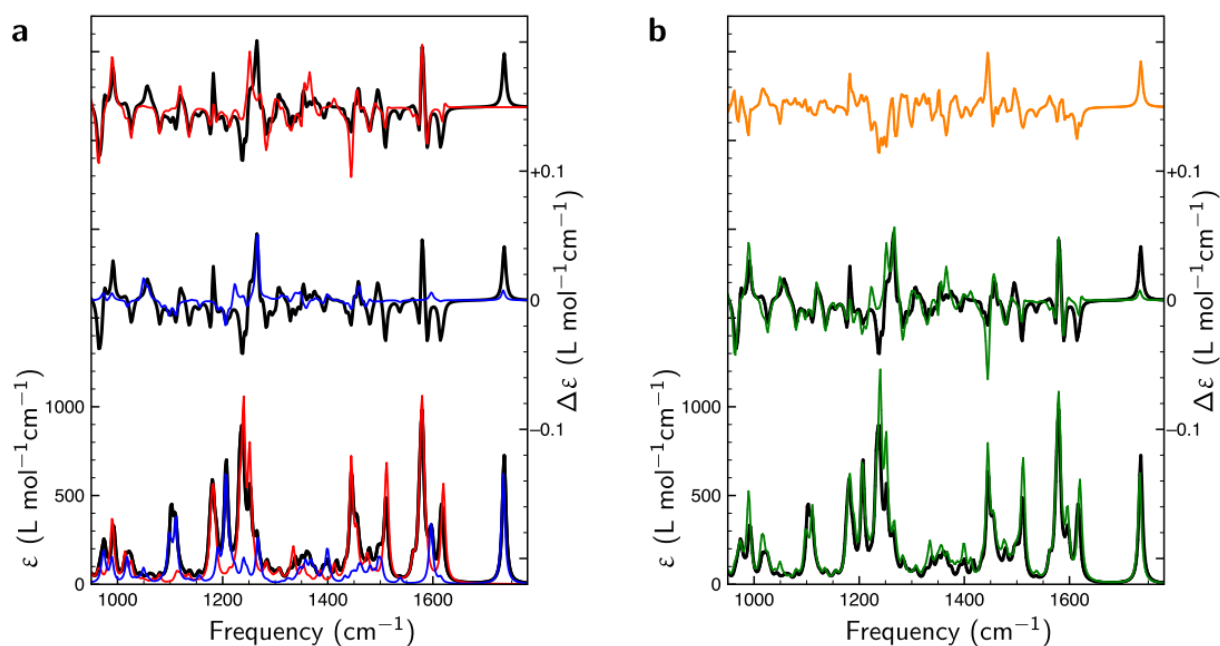 a
+0.1
0
−0.1
Δε (L mol⁻¹cm⁻¹)
1000
500
0
ε (L mol⁻¹cm⁻¹)
1000 1200 1400 1600
Frequency (cm⁻¹)
b
+0.1
0
−0.1
Δε (L mol⁻¹cm⁻¹)
1000
500
0
ε (L mol⁻¹cm⁻¹)
1000 1200 1400 1600
Frequency (cm⁻¹)